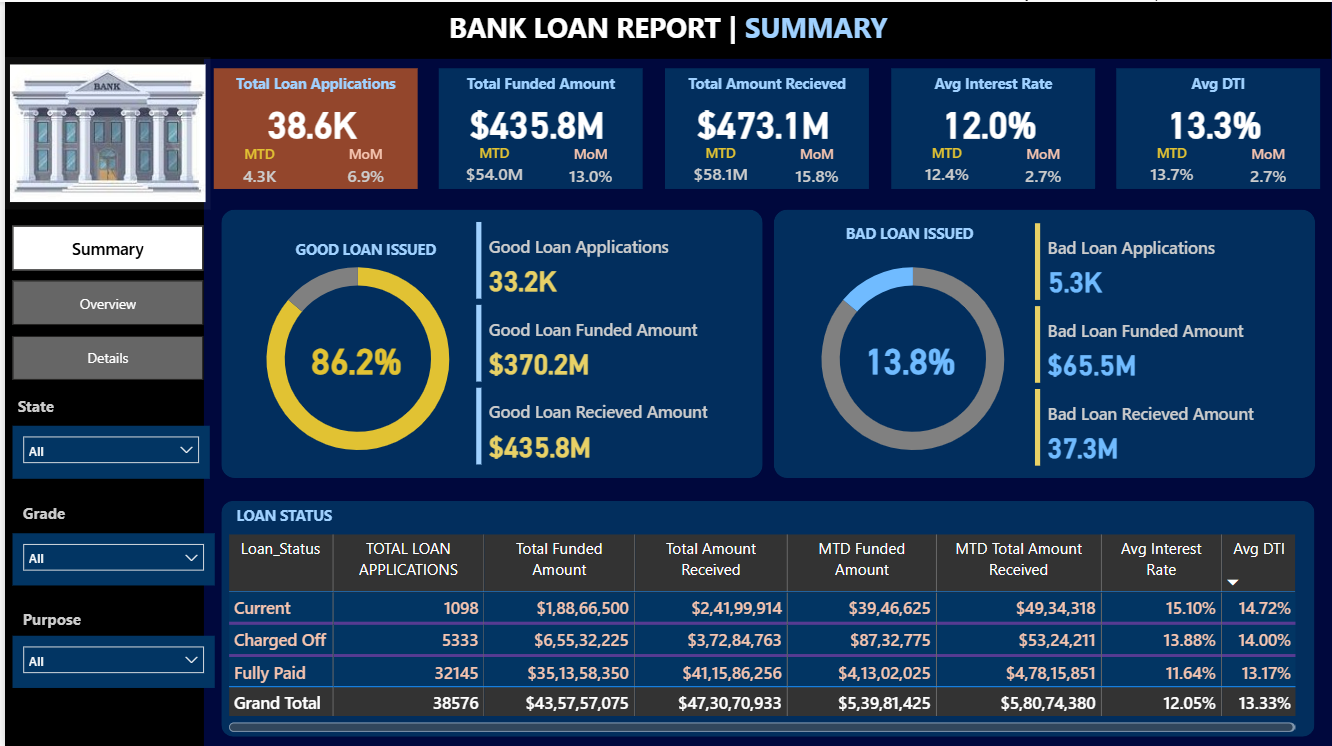 BANK LOAN REPORT | SUMMARY
BANK
Total Loan Applications
38.6K
MTD MoM
4.3K 6.9%
Total Funded Amount
$435.8M
MTD MoM
$54.0M 13.0%
Total Amount Recieved
$473.1M
MTD MoM
$58.1M 15.8%
Avg Interest Rate
12.0%
MTD MoM
12.4% 2.7%
Avg DTI
13.3%
MTD MoM
13.7% 2.7%
Summary
Overview
Details
State
All
Grade
All
Purpose
All
GOOD LOAN ISSUED
86.2%
Good Loan Applications
33.2K
Good Loan Funded Amount
$370.2M
Good Loan Recieved Amount
$435.8M
BAD LOAN ISSUED
13.8%
Bad Loan Applications
5.3K
Bad Loan Funded Amount
$65.5M
Bad Loan Recieved Amount
37.3M
LOAN STATUS
Loan_Status TOTAL LOAN APPLICATIONS Total Funded Amount Total Amount Received MTD Funded Amount MTD Total Amount Received Avg Interest Rate Avg DTI
Current 1098 $1,88,66,500 $2,41,99,914 $39,46,625 $49,34,318 15.10% 14.72%
Charged Off 5333 $6,55,32,225 $3,72,84,763 $87,32,775 $53,24,211 13.88% 14.00%
Fully Paid 32145 $35,13,58,350 $41,15,86,256 $4,13,02,025 $4,78,15,851 11.64% 13.17%
Grand Total 38576 $43,57,57,075 $47,30,70,933 $5,39,81,425 $5,80,74,380 12.05% 13.33%